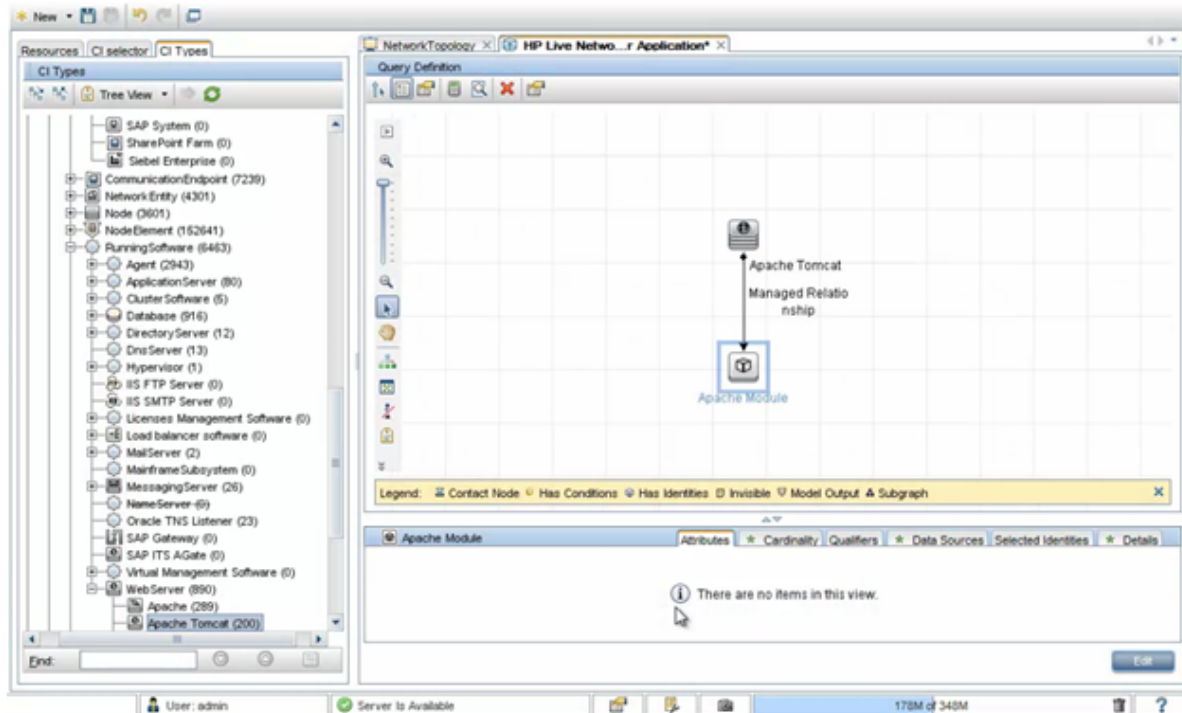 New
Resources
CI selector
CI Types
CI Types
Tree View
SAP System (0)
SharePoint Farm (0)
Siebel Enterprise (0)
CommunicationEndpoint (7239)
NetworkEntity (4301)
Node (3601)
NodeElement (152641)
RunningSoftware (6463)
Agent (2943)
ApplicationServer (80)
ClusterSoftware (5)
Database (916)
DirectoryServer (12)
DnsServer (13)
Hypervisor (1)
IIS FTP Server (0)
IIS SMTP Server (0)
Licenses Management Software (0)
Load balancer software (0)
MailServer (2)
MainframeSubsystem (0)
MessagingServer (26)
NameServer (0)
Oracle TNS Listener (23)
SAP Gateway (0)
SAP ITS AGate (0)
Virtual Management Software (0)
WebServer (890)
Apache (289)
Apache Tomcat (200)
Find:
NetworkTopology
HP Live Netwo...r Application*
Query Definition
Apache Tomcat
Managed Relatio
nship
Apache Module
Legend: Contact Node Has Conditions Has Identities Invisible Model Output Subgraph
Apache Module
Attributes
Cardinality
Qualifiers
Data Sources
Selected Identities
Details
There are no items in this view.
Edit
User: admin
Server Is Available
178M of 348M